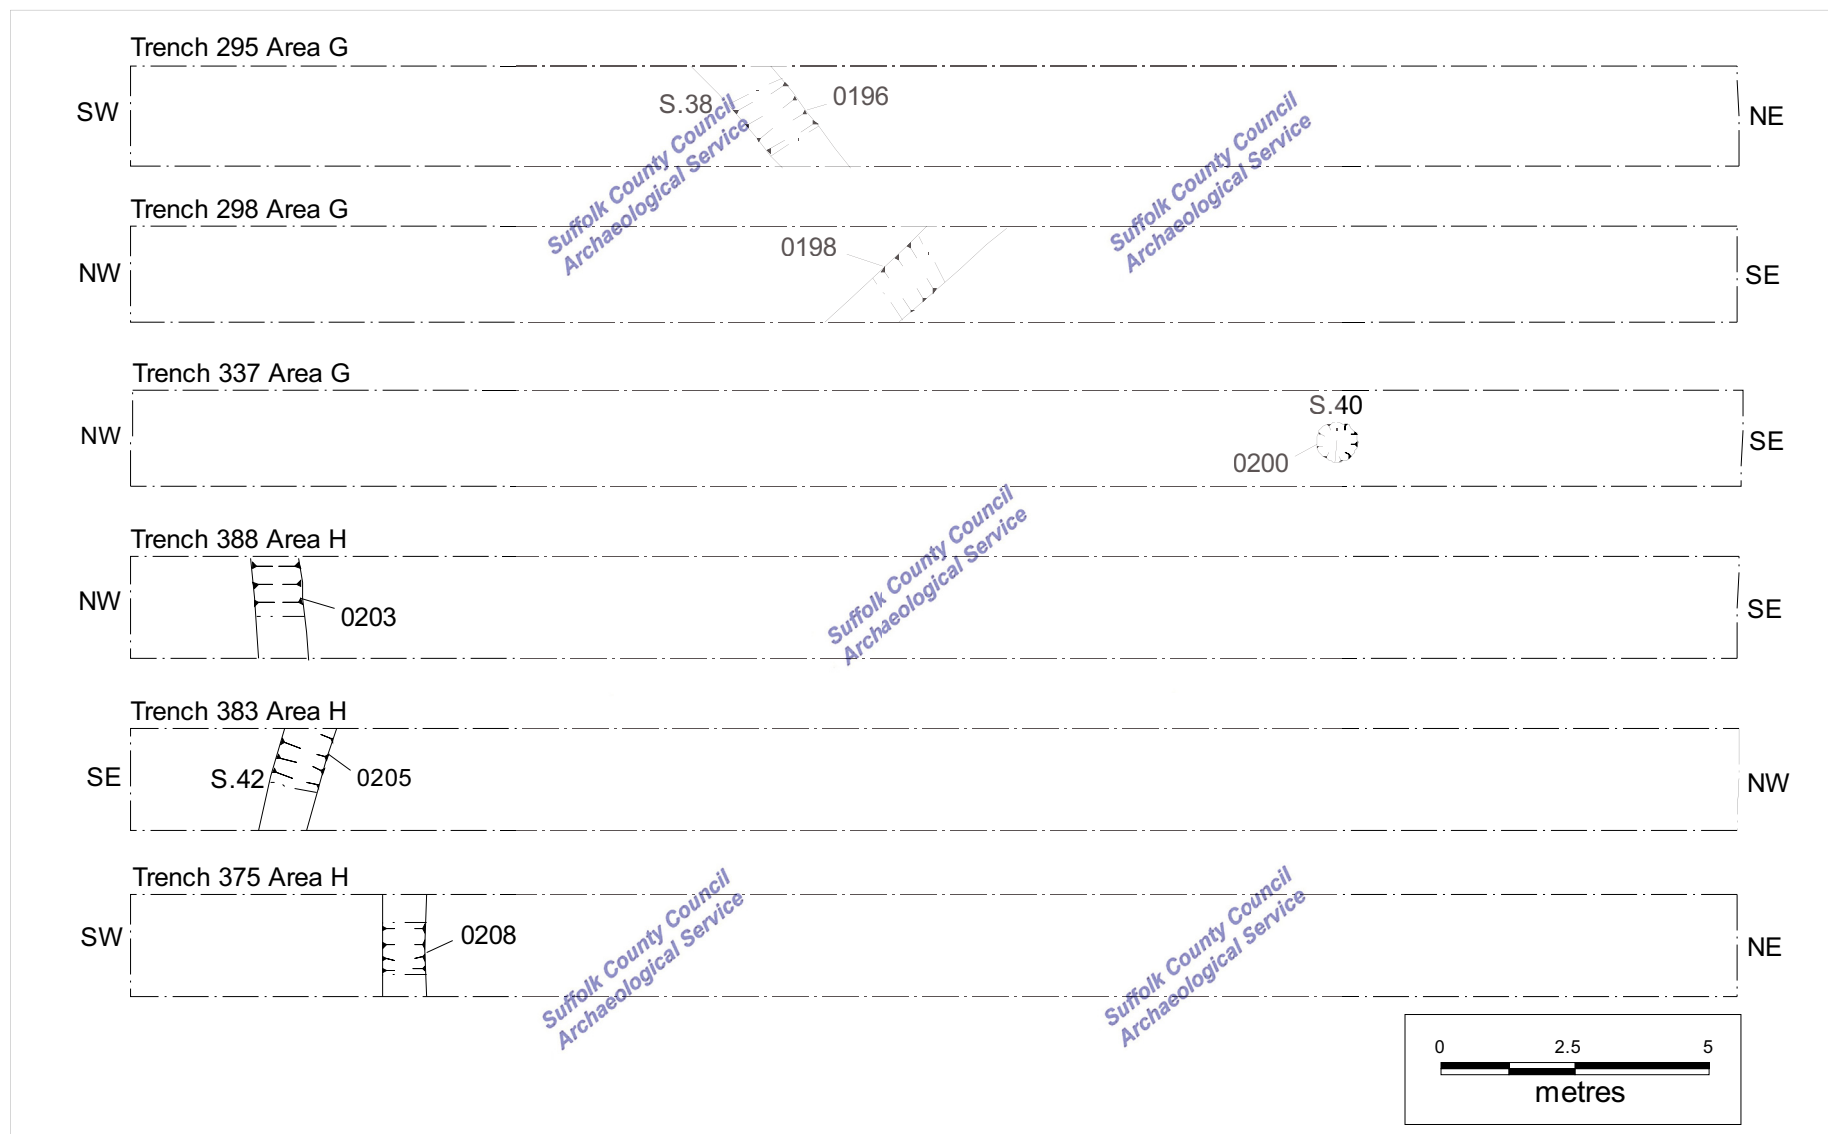 Trench 295 Area G
SW
S.38
0196
NE
Suffolk County Council
Archaeological Service
Suffolk County Council
Archaeological Service
Trench 298 Area G
NW
0198
SE
Trench 337 Area G
NW
S.40
0200
SE
Suffolk County Council
Archaeological Service
Trench 388 Area H
NW
0203
SE
Trench 383 Area H
SE
S.42
0205
NW
Trench 375 Area H
SW
0208
NE
Suffolk County Council
Archaeological Service
Suffolk County Council
Archaeological Service
0 2.5 5
metres